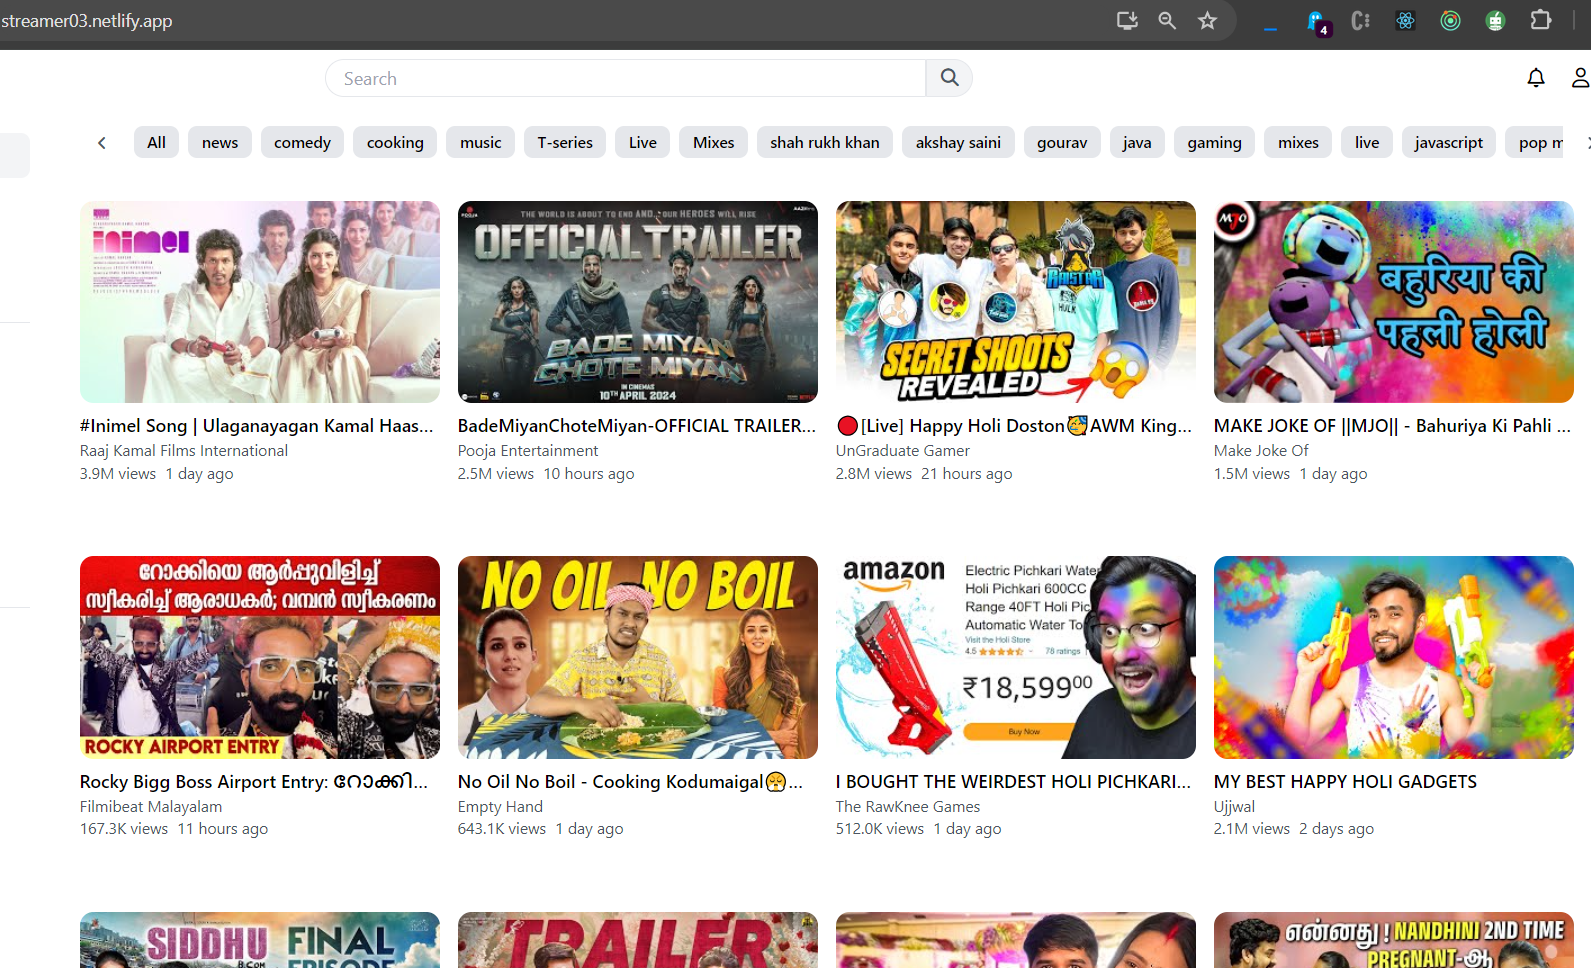 streamer03.netlify.app
4
Search
All news comedy cooking music T-series Live Mixes shah rukh khan akshay saini gourav java gaming mixes live javascript pop m
inimel
POOJA
THE WORLD IS ABOUT TO END AND OUR HEROES WILL RISE
OFFICIAL TRAILER
BADE MIYAN
CHOTE MIYAN
IN CINEMAS
10TH APRIL 2024
ROISTAR
HULK
SECRET SHOOTS
REVEALED
MJO
बहुरिया की
पहली होली
#Inimel Song | Ulaganayagan Kamal Haas...
Raaj Kamal Films International
3.9M views 1 day ago
BadeMiyanChoteMiyan-OFFICIAL TRAILER...
Pooja Entertainment
2.5M views 10 hours ago
🔴[Live] Happy Holi Doston🥳AWM King...
UnGraduate Gamer
2.8M views 21 hours ago
MAKE JOKE OF ||MJO|| - Bahuriya Ki Pahli ...
Make Joke Of
1.5M views 1 day ago
റോക്കിയെ ആർപ്പുവിളിച്ച്
സ്വീകരിച്ച് ആരാധകർ; വമ്പൻ സ്വീകരണം
ROCKY AIRPORT ENTRY
NO OIL NO BOIL
amazon
Electric Pichkari Water
Holi Pichkari 600CC
Range 40FT Holi Pic
Automatic Water To
Visit the Holi Store
4.5 78 ratings
₹18,599⁰⁰
Buy Now
Rocky Bigg Boss Airport Entry: റോക്കി...
Filmibeat Malayalam
167.3K views 11 hours ago
No Oil No Boil - Cooking Kodumaigal😤...
Empty Hand
643.1K views 1 day ago
I BOUGHT THE WEIRDEST HOLI PICHKARI...
The RawKnee Games
512.0K views 1 day ago
MY BEST HAPPY HOLI GADGETS
Ujjwal
2.1M views 2 days ago
SIDDHU
B.COM
FINAL
EPISODE
TRAILER
என்னது ! NANDHINI 2ND TIME
PREGNANT-ஆ